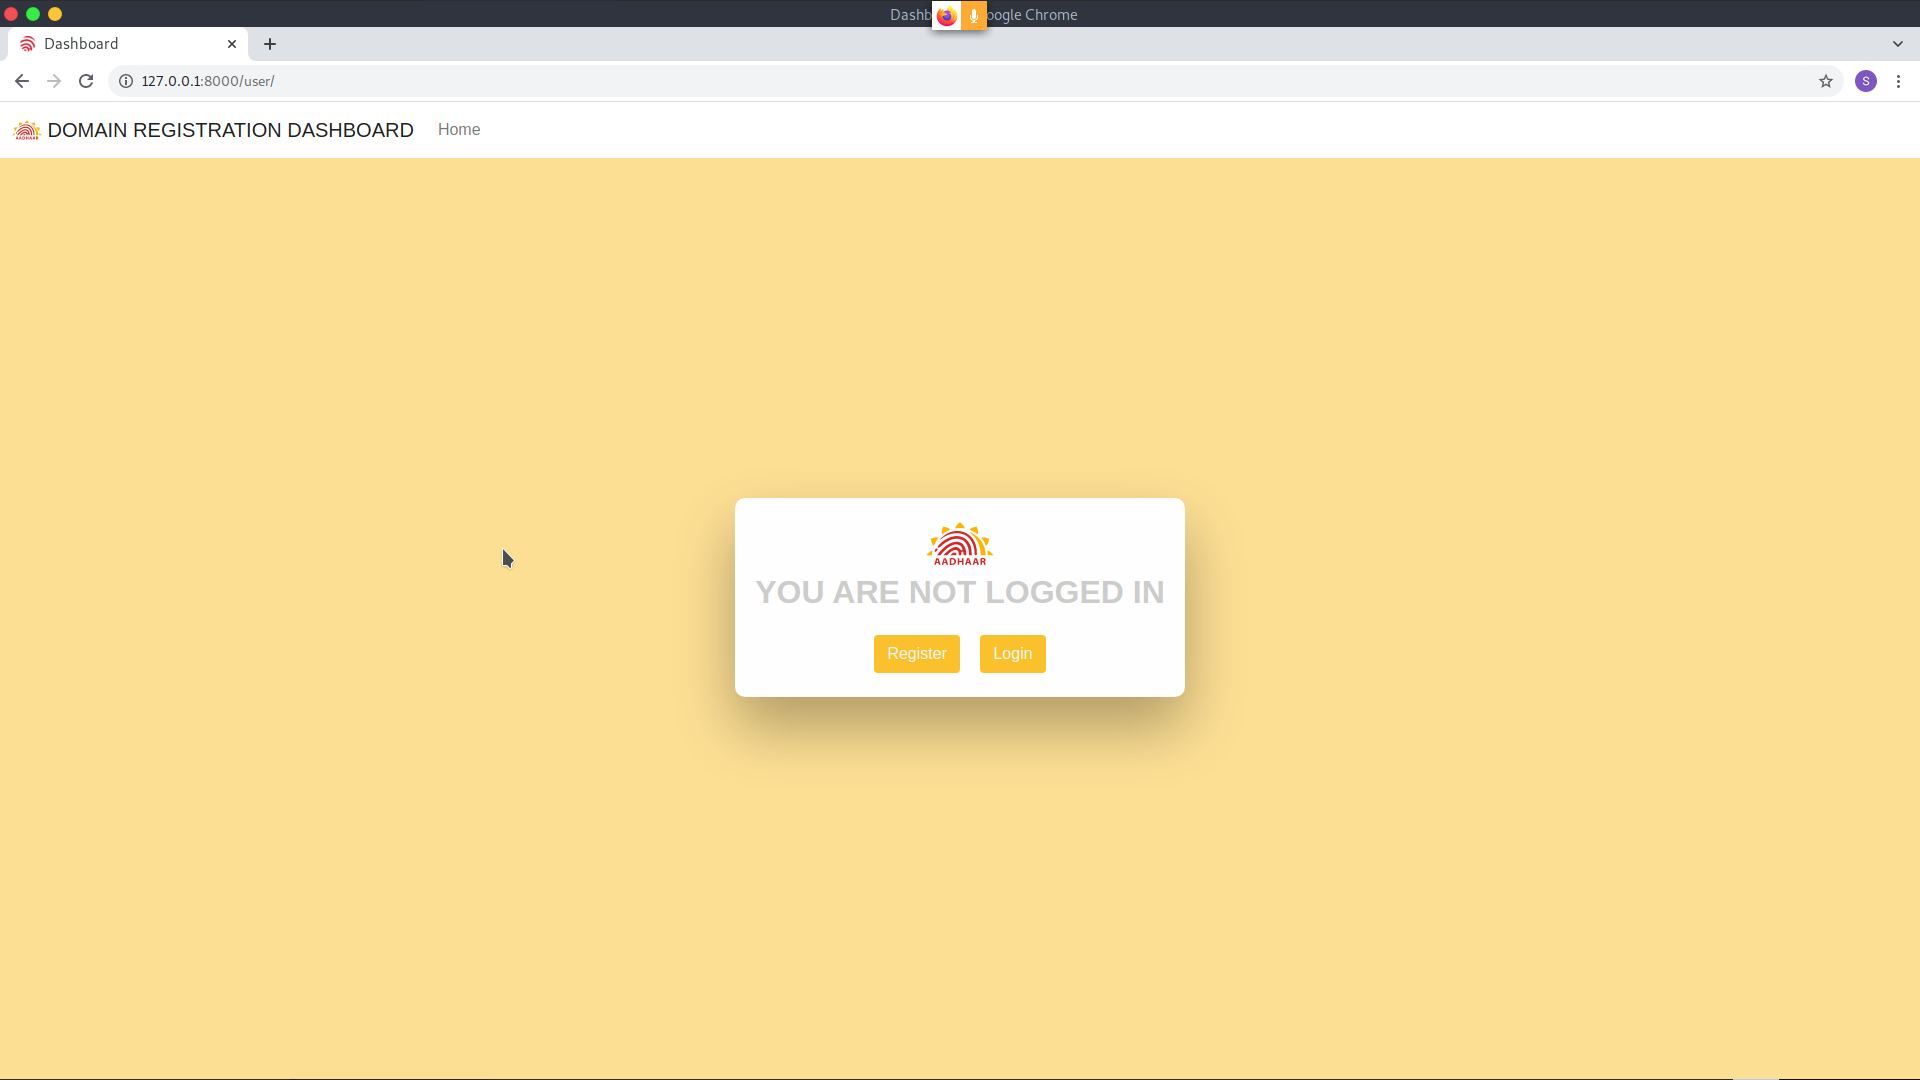 Dashb oogle Chrome
Dashboard
127.0.0.1:8000/user/
S
AADHAAR DOMAIN REGISTRATION DASHBOARD Home
AADHAAR
YOU ARE NOT LOGGED IN
Register Login